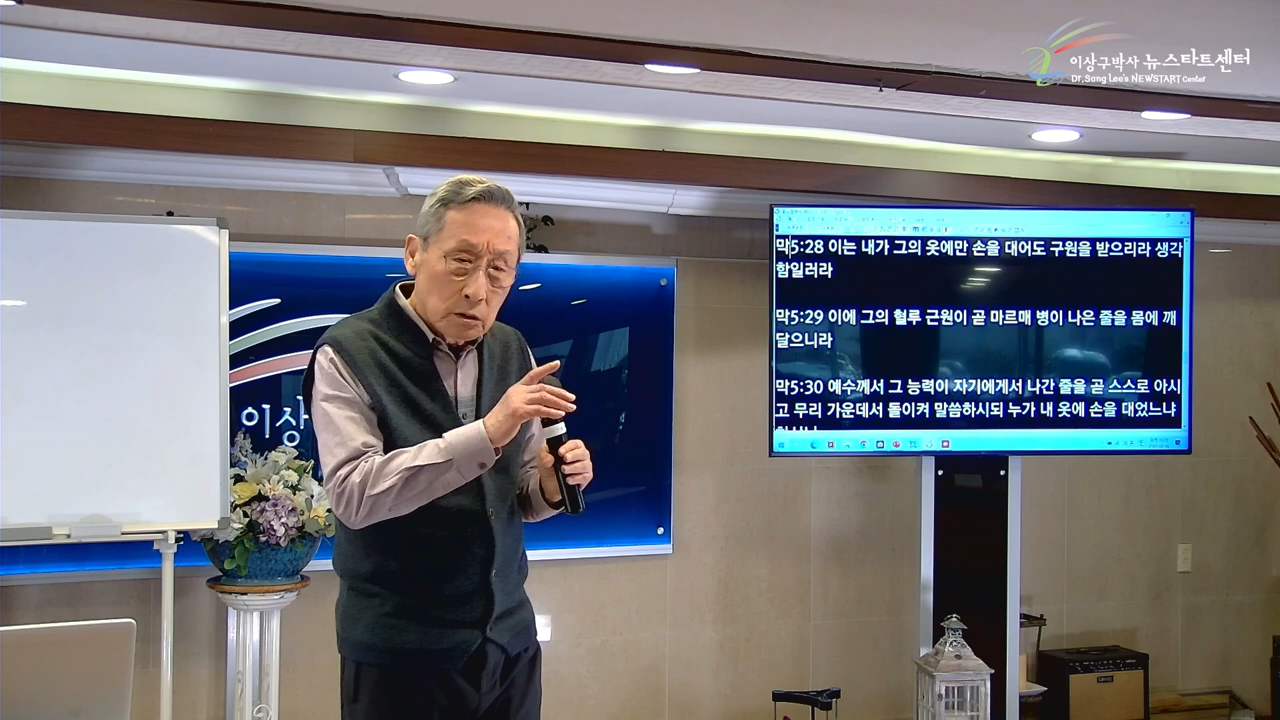 이상구박사 뉴스타트센터
Dr. Sang Lee's NEWSTART Center
막5:28 이는 내가 그의 옷에만 손을 대어도 구원을 받으리라 생각
함일러라
막5:29 이에 그의 혈루 근원이 곧 마르매 병이 나은 줄을 몸에 깨
달으니라
막5:30 예수께서 그 능력이 자기에게서 나간 줄을 곧 스스로 아시
고 무리 가운데서 돌이켜 말씀하시되 누가 내 옷에 손을 대었느냐
이상